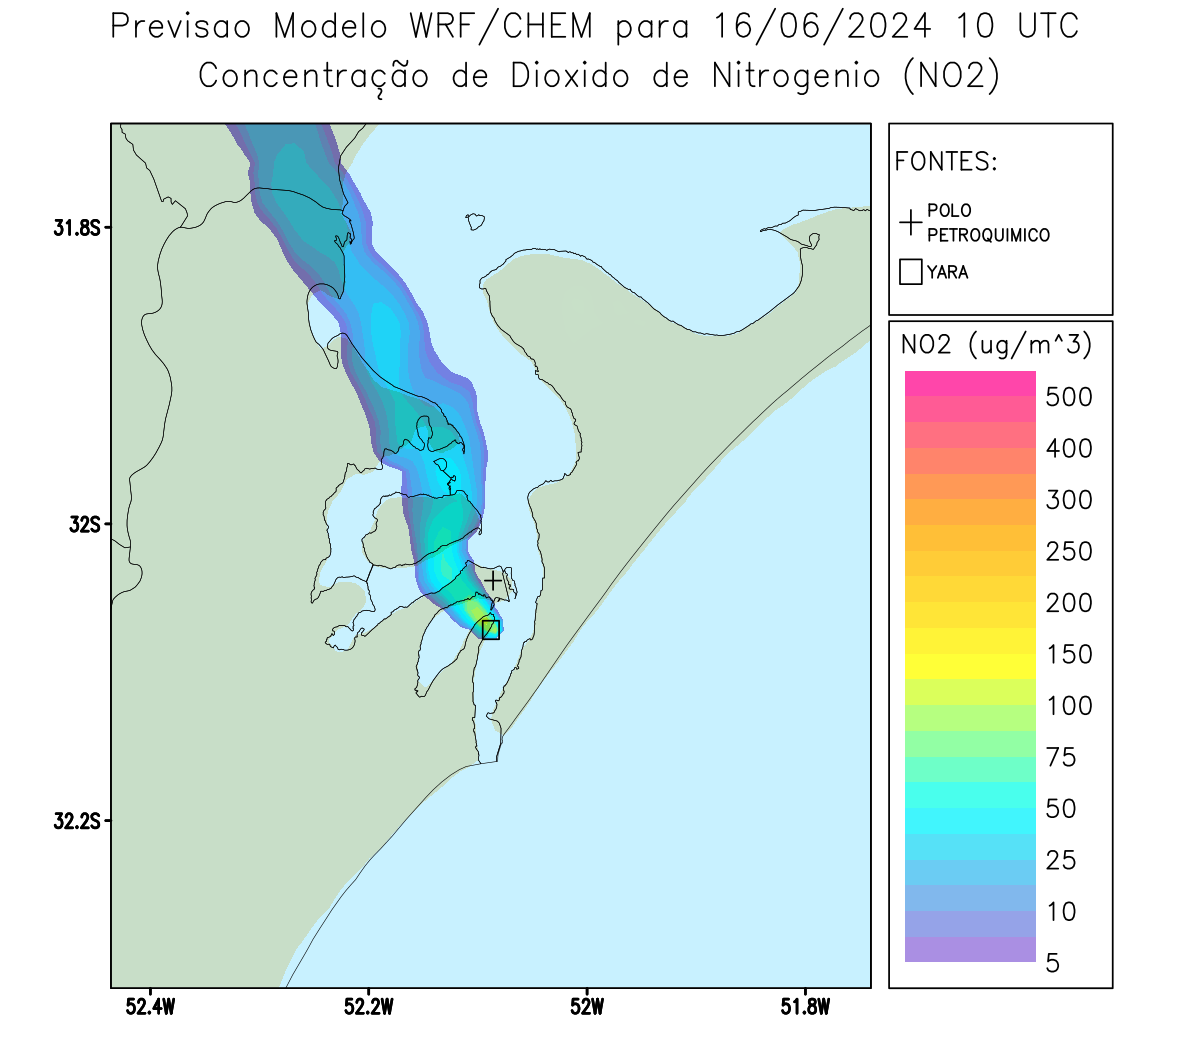 Previsao Modelo WRF/CHEM para 16/06/2024 10 UTC
Concentração de Dioxido de Nitrogenio (NO2)
FONTES:
POLO
PETROQUIMICO
YARA
31.8S
32S
32.2S
52.4W
52.2W
52W
51.8W
NO2 (ug/m^3)
500
400
300
250
200
150
100
75
50
25
10
5